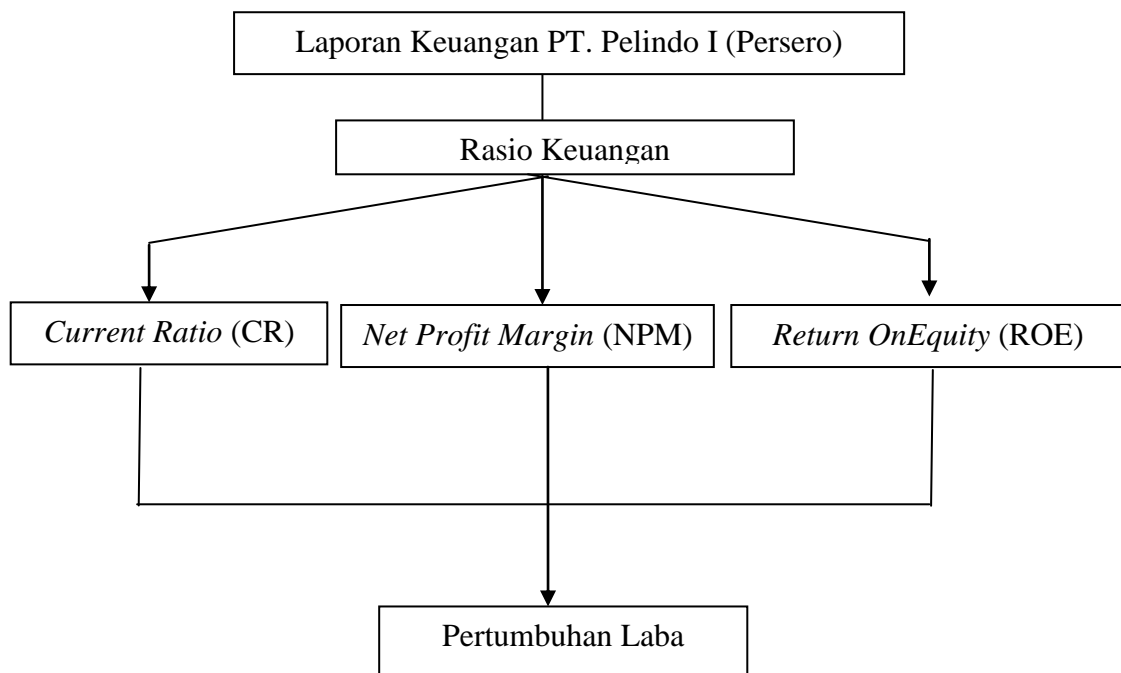 Laporan Keuangan PT. Pelindo I (Persero)
Rasio Keuangan
Current Ratio (CR)
Net Profit Margin (NPM)
Return OnEquity (ROE)
Pertumbuhan Laba